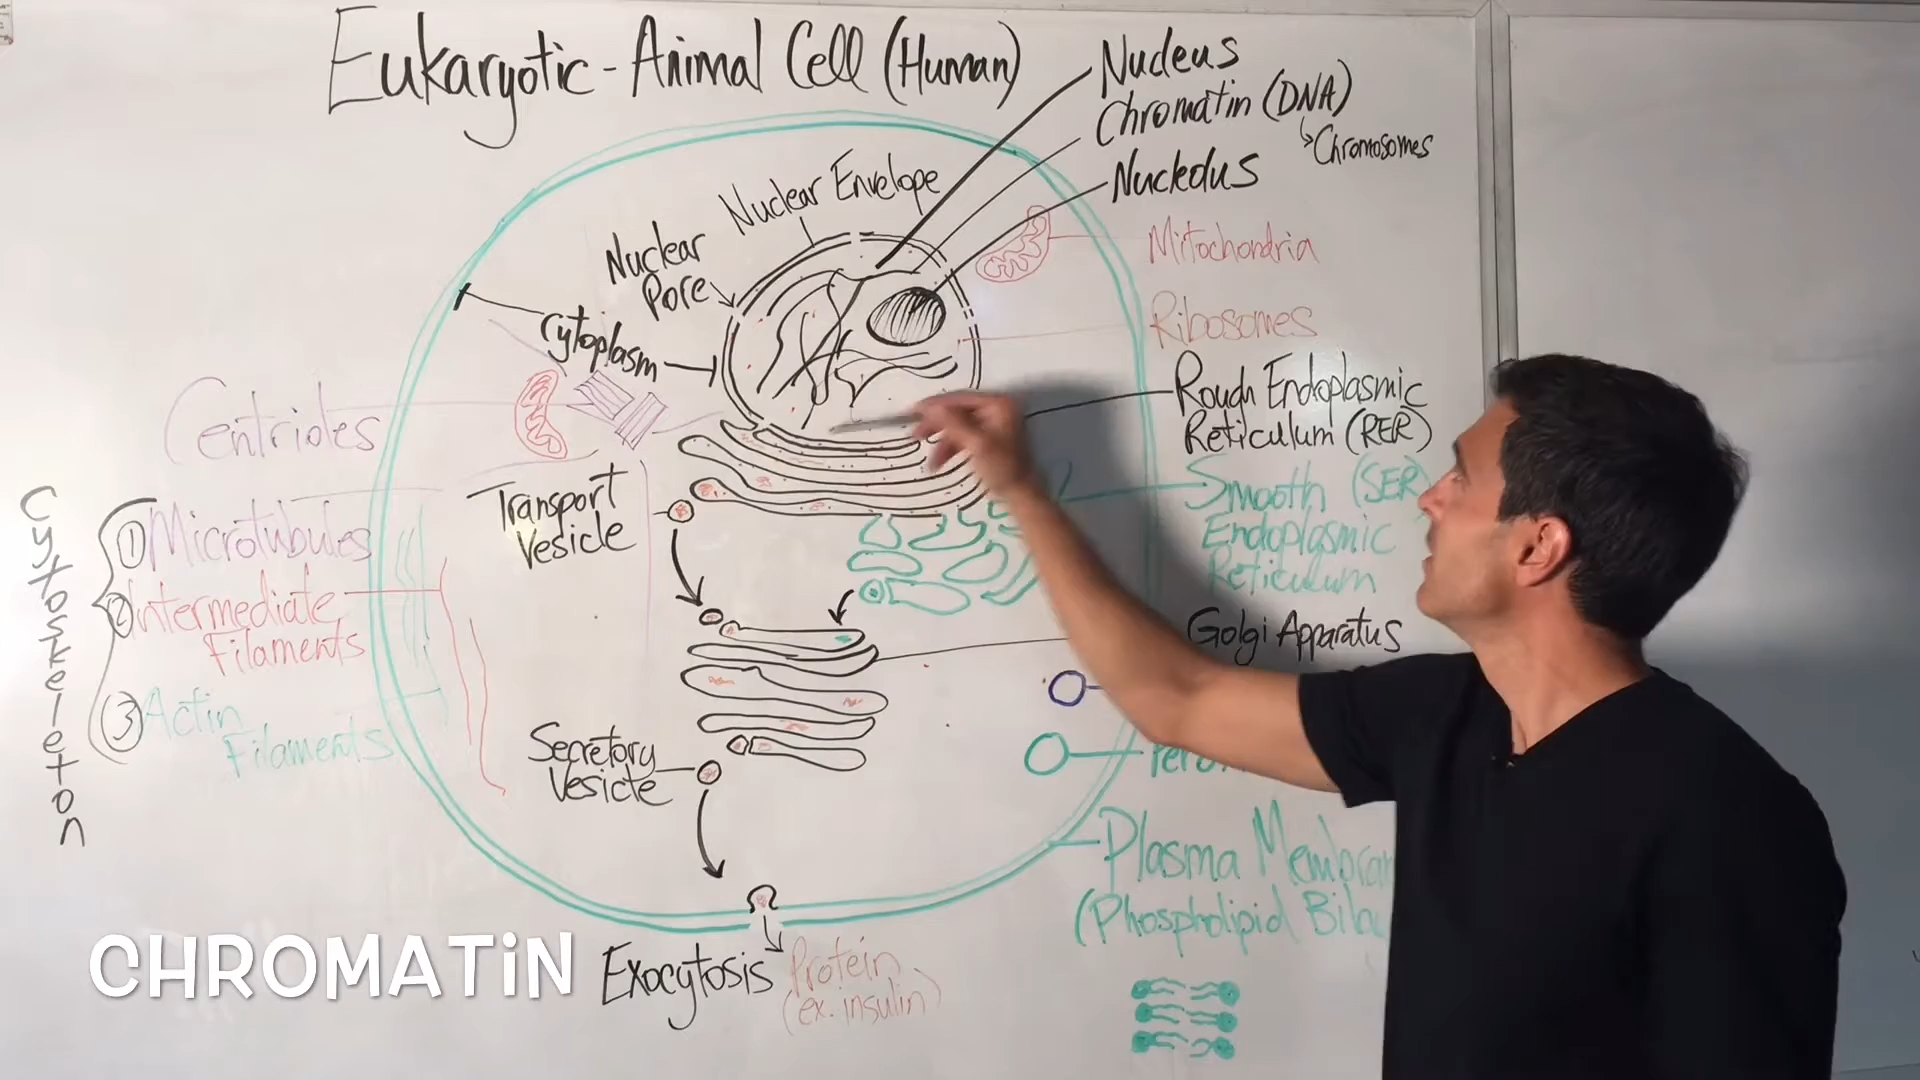 Eukaryotic-Animal Cell (Human)
Nucleus
Chromatin (DNA)
Chromosomes
Nucleolus
Nuclear Envelope
Nuclear
Pore
Mitochondria
Ribosomes
Cytoplasm
Rough Endoplasmic
Reticulum (RER)
Centrioles
Smooth (SER)
Endoplasmic
Reticulum
Transport
Vesicle
Cytoskeleton
1 Microtubules
2 Intermediate
Filaments
3 Actin
Filaments
Golgi Apparatus
Secretory
Vesicle
Plasma Membran
(Phospholipid Bila
Exocytosis
Protein
(ex. insulin)
CHROMATiN